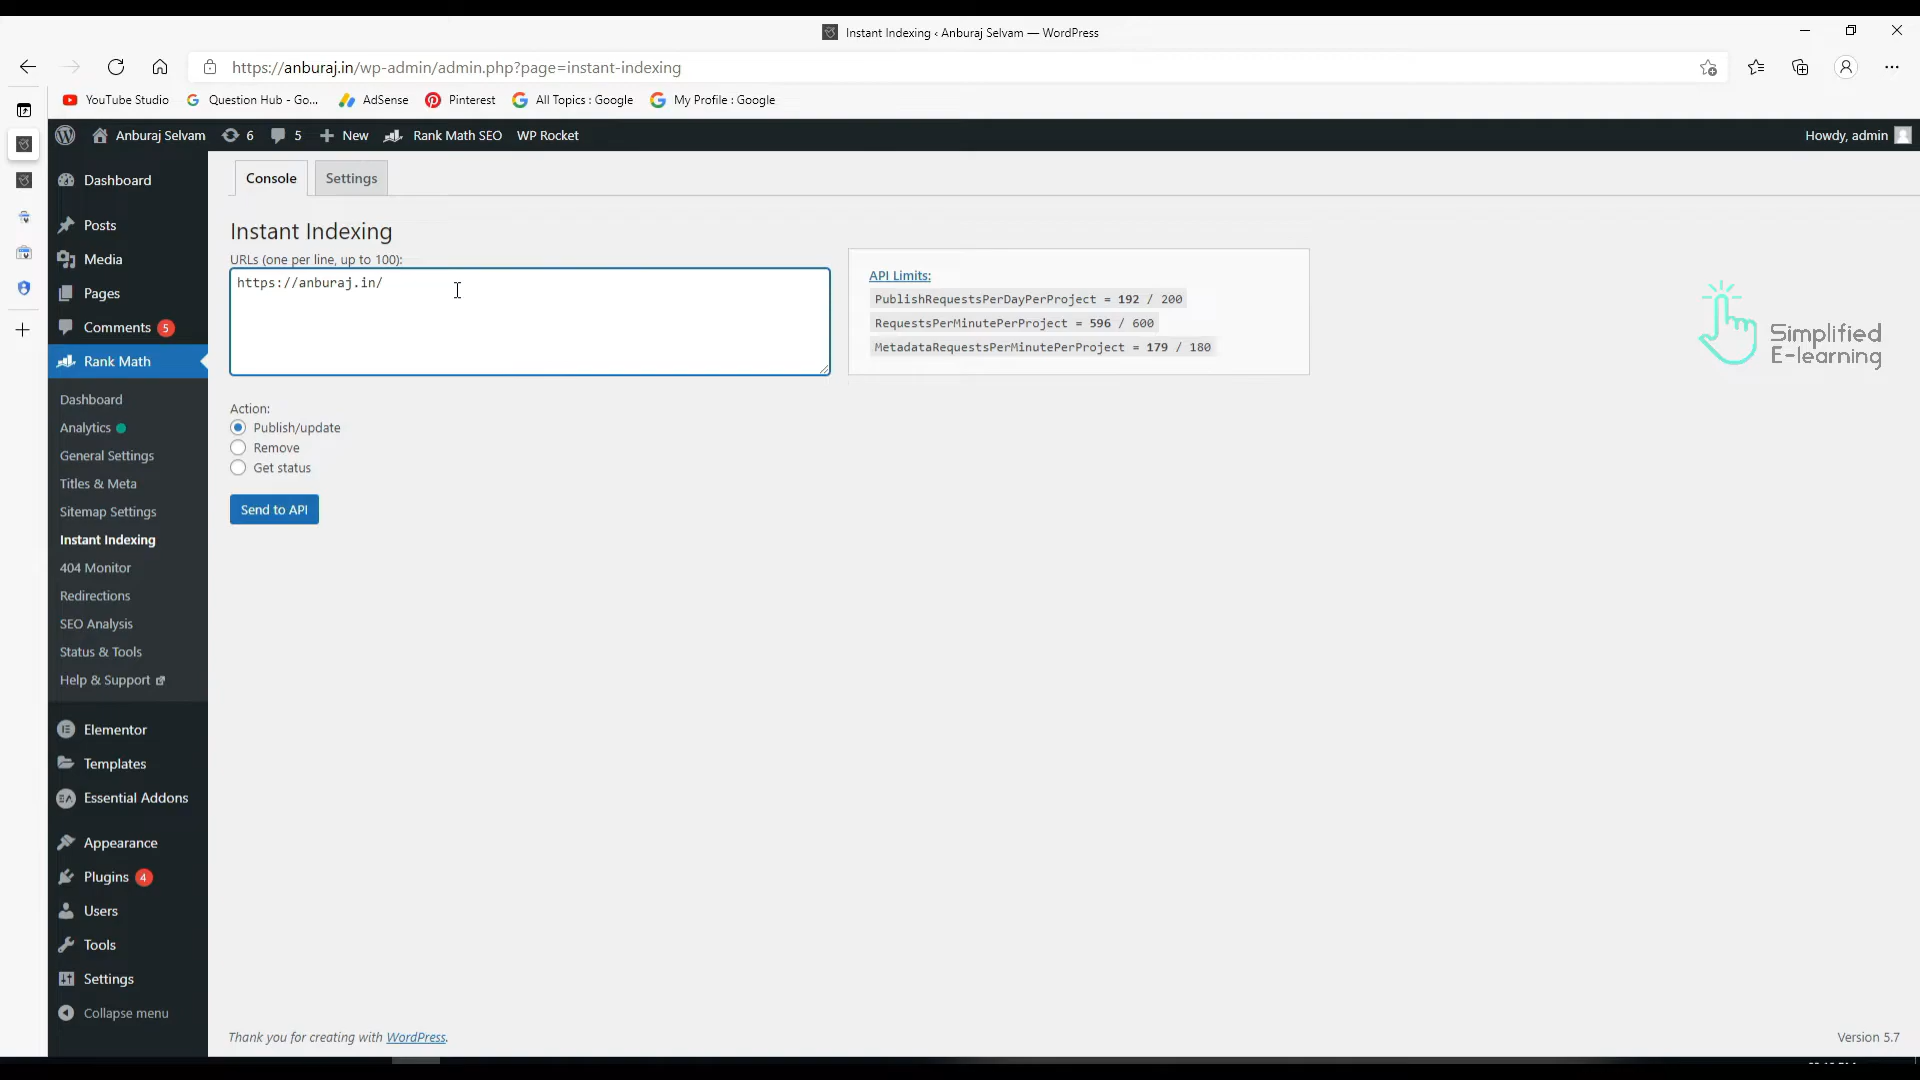 Instant Indexing ‹ Anburaj Selvam — WordPress
https://anburaj.in/wp-admin/admin.php?page=instant-indexing
YouTube Studio Question Hub - Go... AdSense Pinterest All Topics : Google My Profile : Google
Anburaj Selvam 6 5 New Rank Math SEO WP Rocket Howdy, admin
Console Settings
Dashboard
Posts
Media
Pages
Comments 5
Rank Math
Dashboard
Analytics
General Settings
Titles & Meta
Sitemap Settings
Instant Indexing
404 Monitor
Redirections
SEO Analysis
Status & Tools
Help & Support
Elementor
Templates
Essential Addons
Appearance
Plugins 4
Users
Tools
Settings
Collapse menu
Instant Indexing
URLs (one per line, up to 100):
https://anburaj.in/
API Limits:
PublishRequestsPerDayPerProject = 192 / 200
RequestsPerMinutePerProject = 596 / 600
MetadataRequestsPerMinutePerProject = 179 / 180
Simplified
E-learning
Action:
Publish/update
Remove
Get status
Send to API
Thank you for creating with WordPress.
Version 5.7